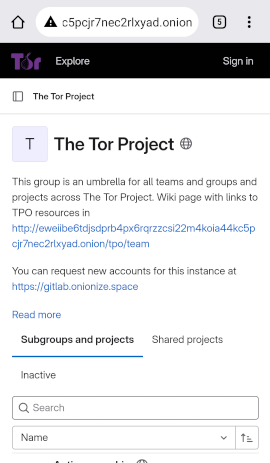 c5pcjr7nec2rlxyad.onion
5
Tor
Explore
Sign in
The Tor Project
T
The Tor Project
This group is an umbrella for all teams and groups and
projects across The Tor Project. Wiki page with links to
TPO resources in
http://eweiibe6tdjsdprb4px6rqrzzcsi22m4koia44kc5p
cjr7nec2rlxyad.onion/tpo/team
You can request new accounts for this instance at
https://gitlab.onionize.space
Read more
Subgroups and projects
Shared projects
Inactive
Search
Name